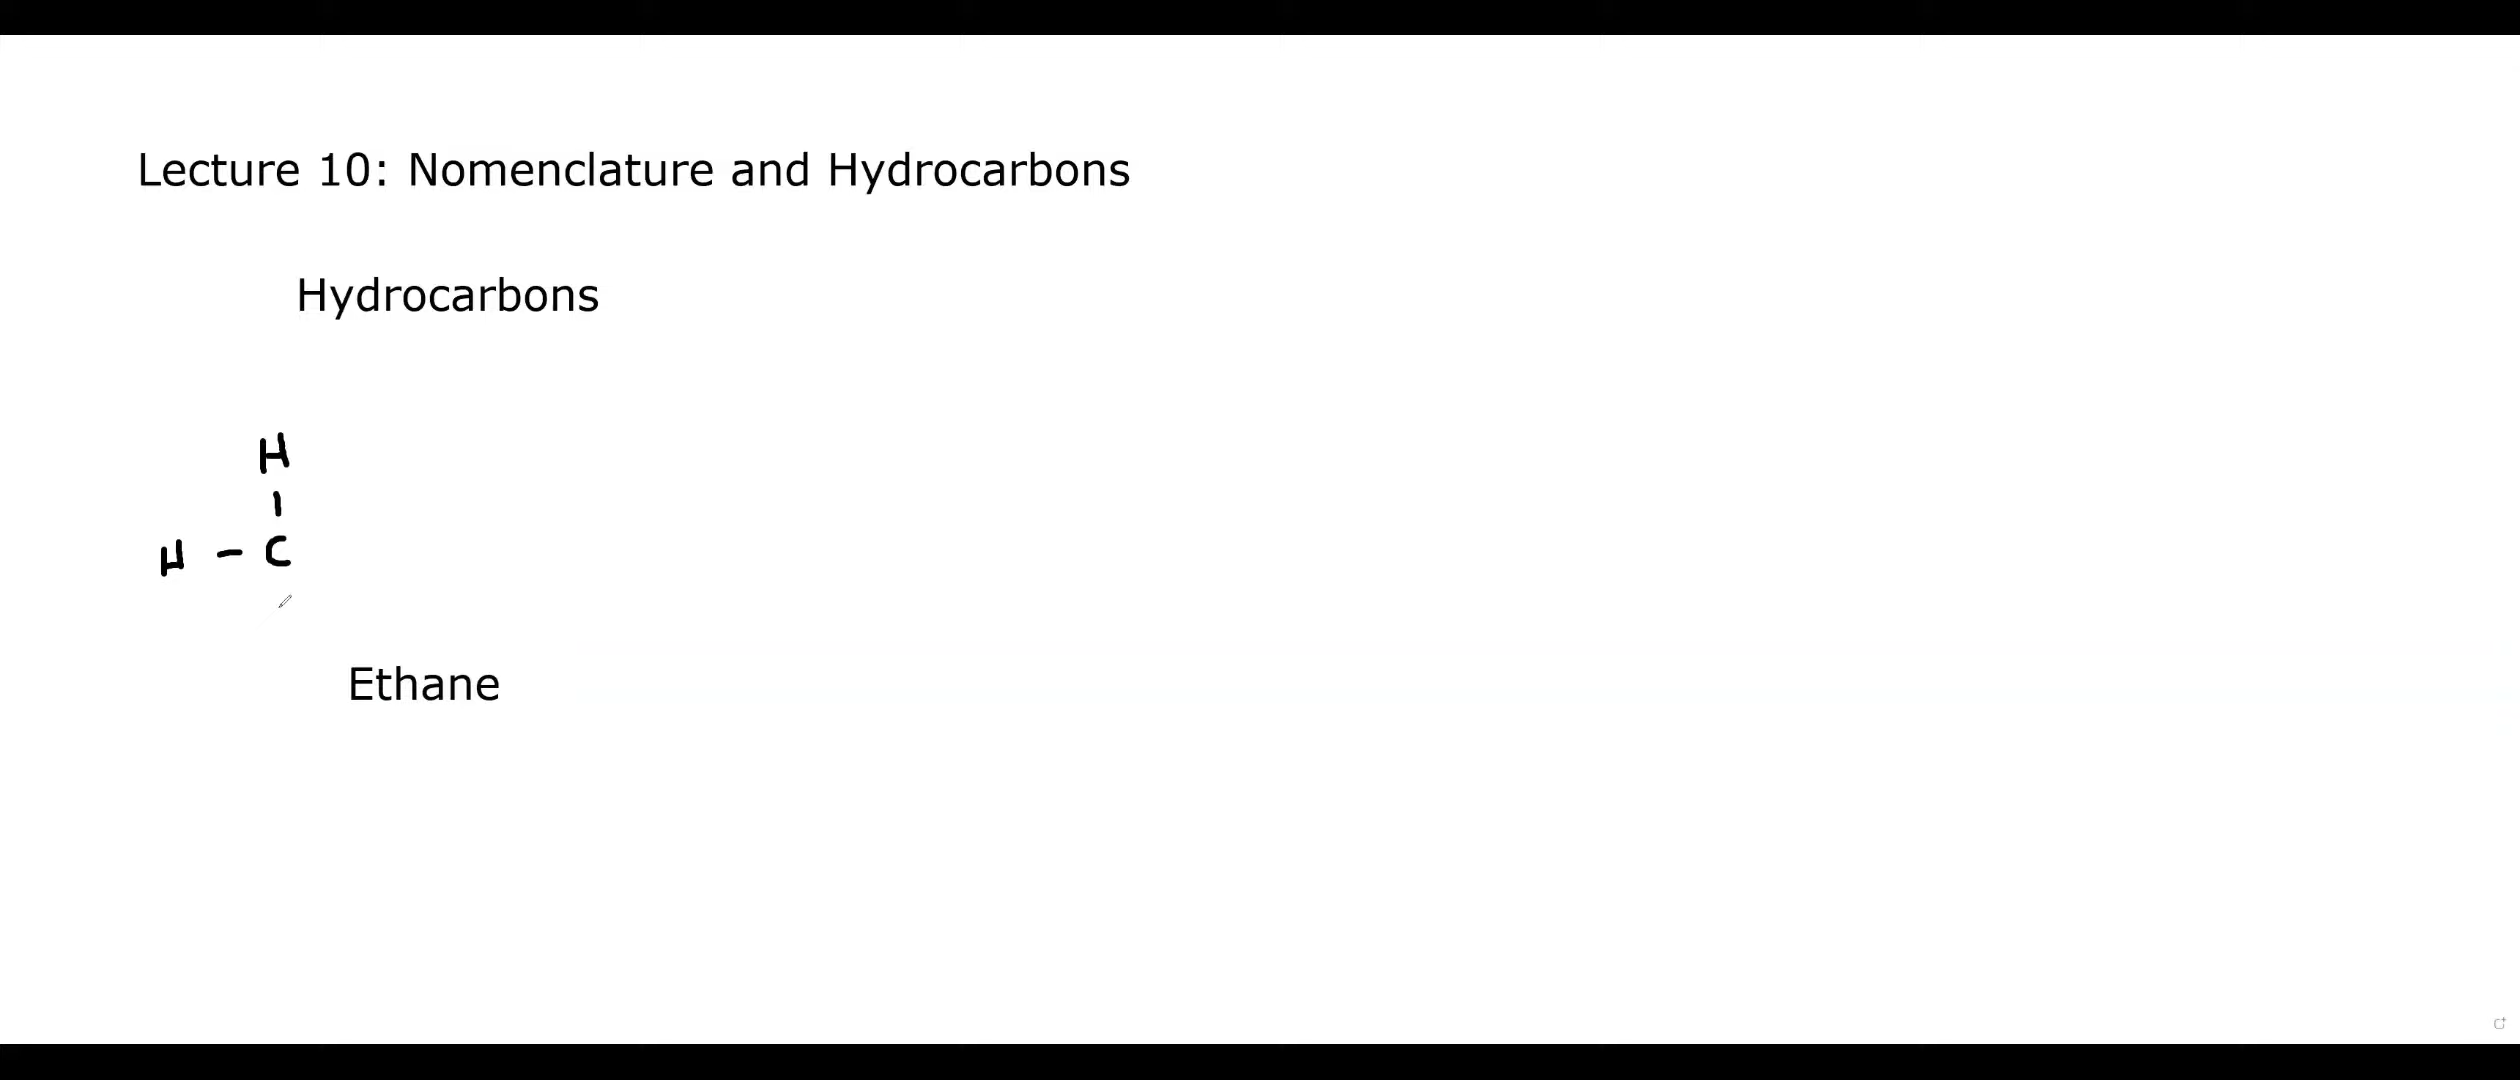 Lecture 10: Nomenclature and Hydrocarbons
Hydrocarbons
H
|
H - C
Ethane